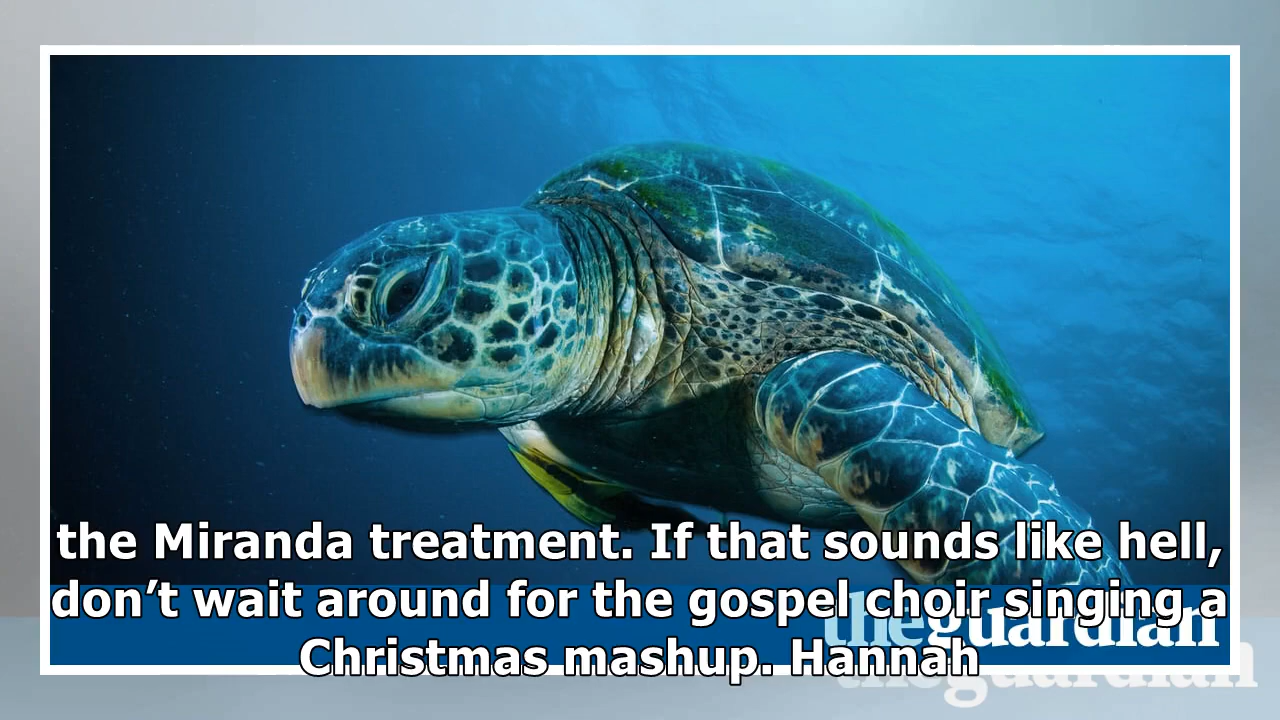 the Miranda treatment. If that sounds like hell,
don’t wait around for the gospel choir singing a
theguardian
Christmas mashup. Hannah
theguardian